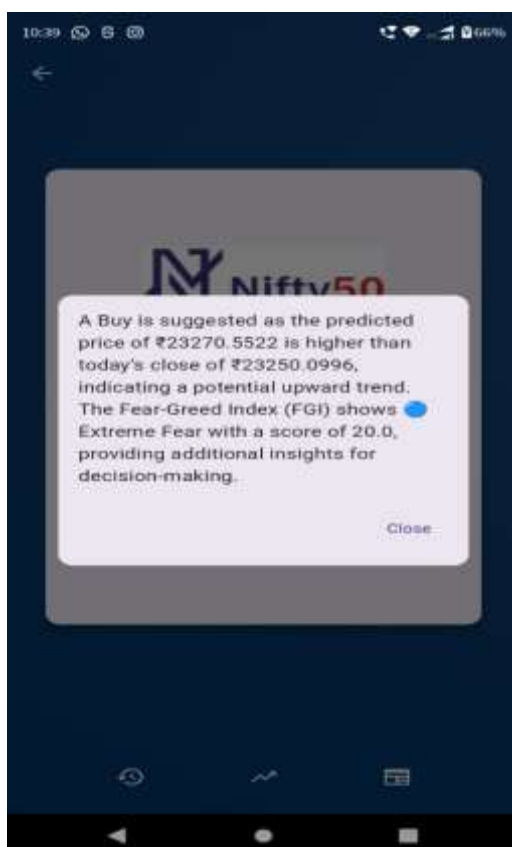 10:39
66%
Nifty50
A Buy is suggested as the predicted
price of ₹23270.5522 is higher than
today's close of ₹23250.0996,
indicating a potential upward trend.
The Fear-Greed Index (FGI) shows 🔵
Extreme Fear with a score of 20.0,
providing additional insights for
decision-making.
Close